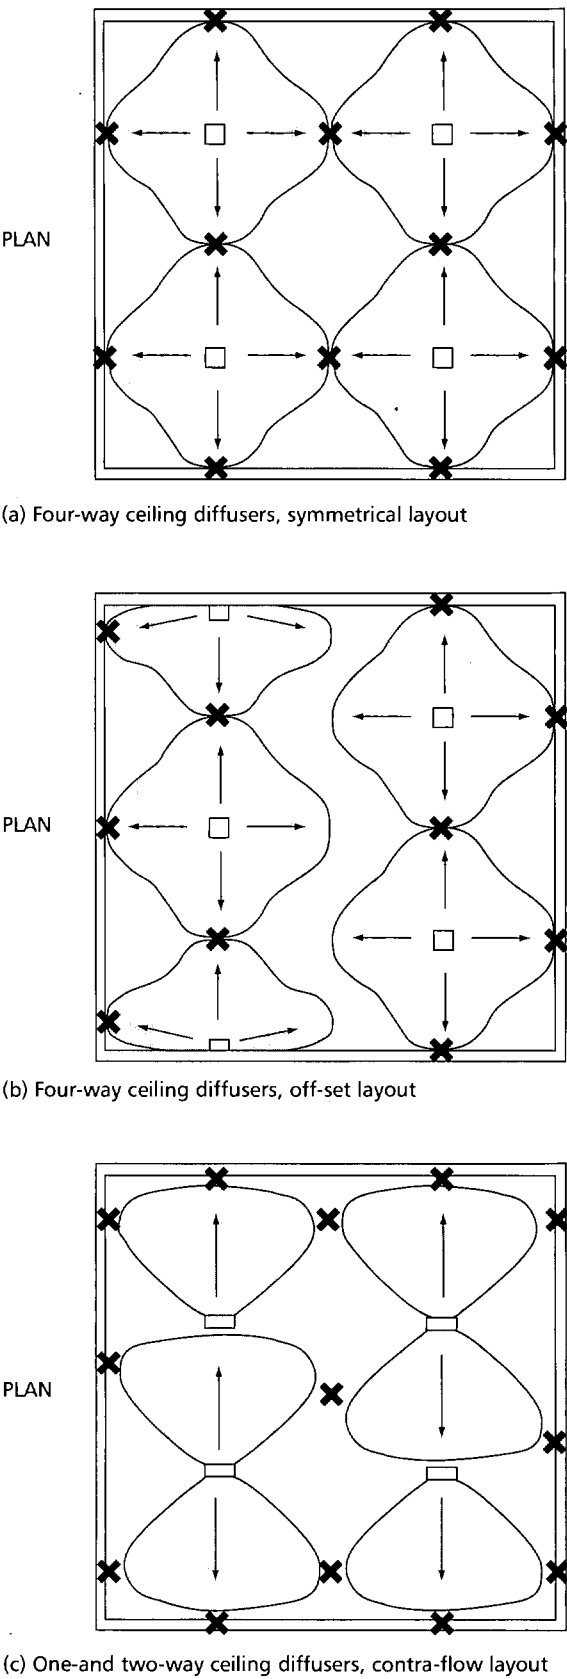 PLAN
(a) Four-way ceiling diffusers, symmetrical layout
PLAN
(b) Four-way ceiling diffusers, off-set layout
PLAN
(c) One-and two-way ceiling diffusers, contra-flow layout